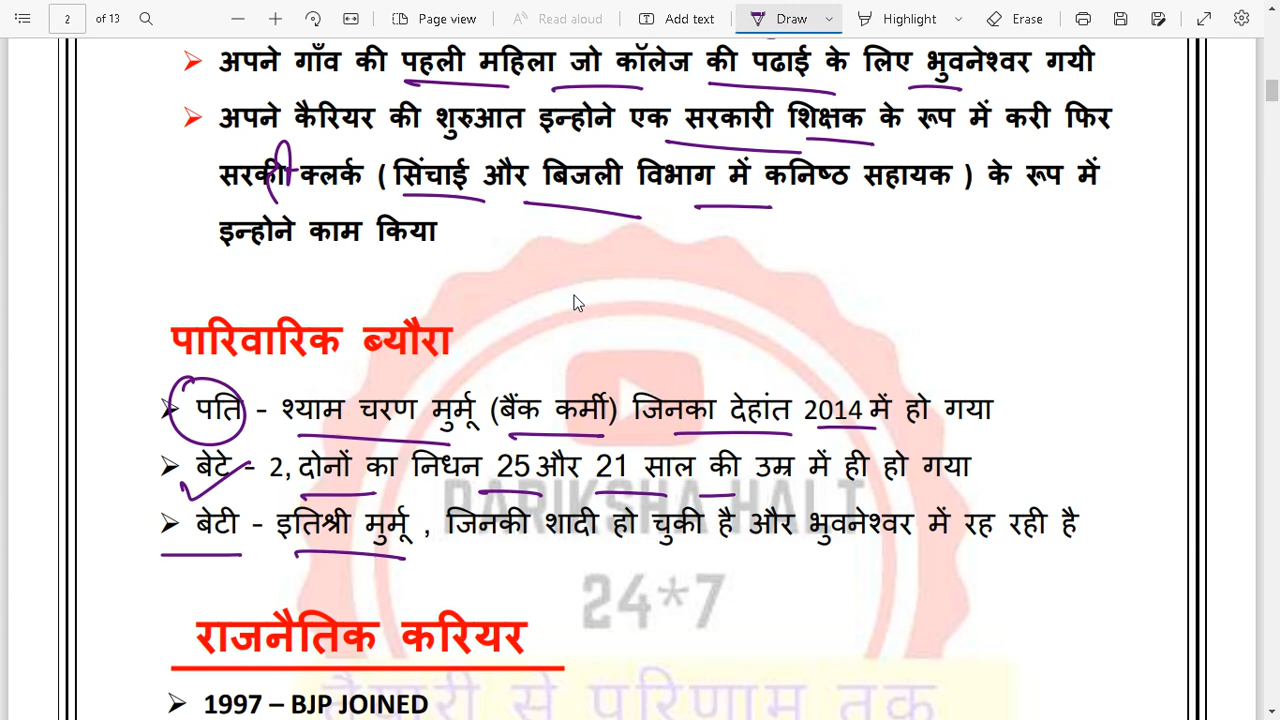 2 of 13 Page view Read aloud Add text Draw Highlight Erase
अपने गाँव की पहली महिला जो कॉलेज की पढाई के लिए भुवनेश्वर गयी
अपने कैरियर की शुरुआत इन्होने एक सरकारी शिक्षक के रूप में करी फिर
सरकी क्लर्क ( सिंचाई और बिजली विभाग में कनिष्ठ सहायक ) के रूप में
इन्होने काम किया
पारिवारिक ब्यौरा
पति - श्याम चरण मुर्मू (बैंक कर्मी) जिनका देहांत 2014 में हो गया
बेटे - 2, दोनों का निधन 25 और 21 साल की उम्र में ही हो गया
PARIKSHA HALT
बेटी - इतिश्री मुर्मू , जिनकी शादी हो चुकी है और भुवनेश्वर में रह रही है
24*7
राजनैतिक करियर
तैयारी से परिणाम तक
1997 – BJP JOINED